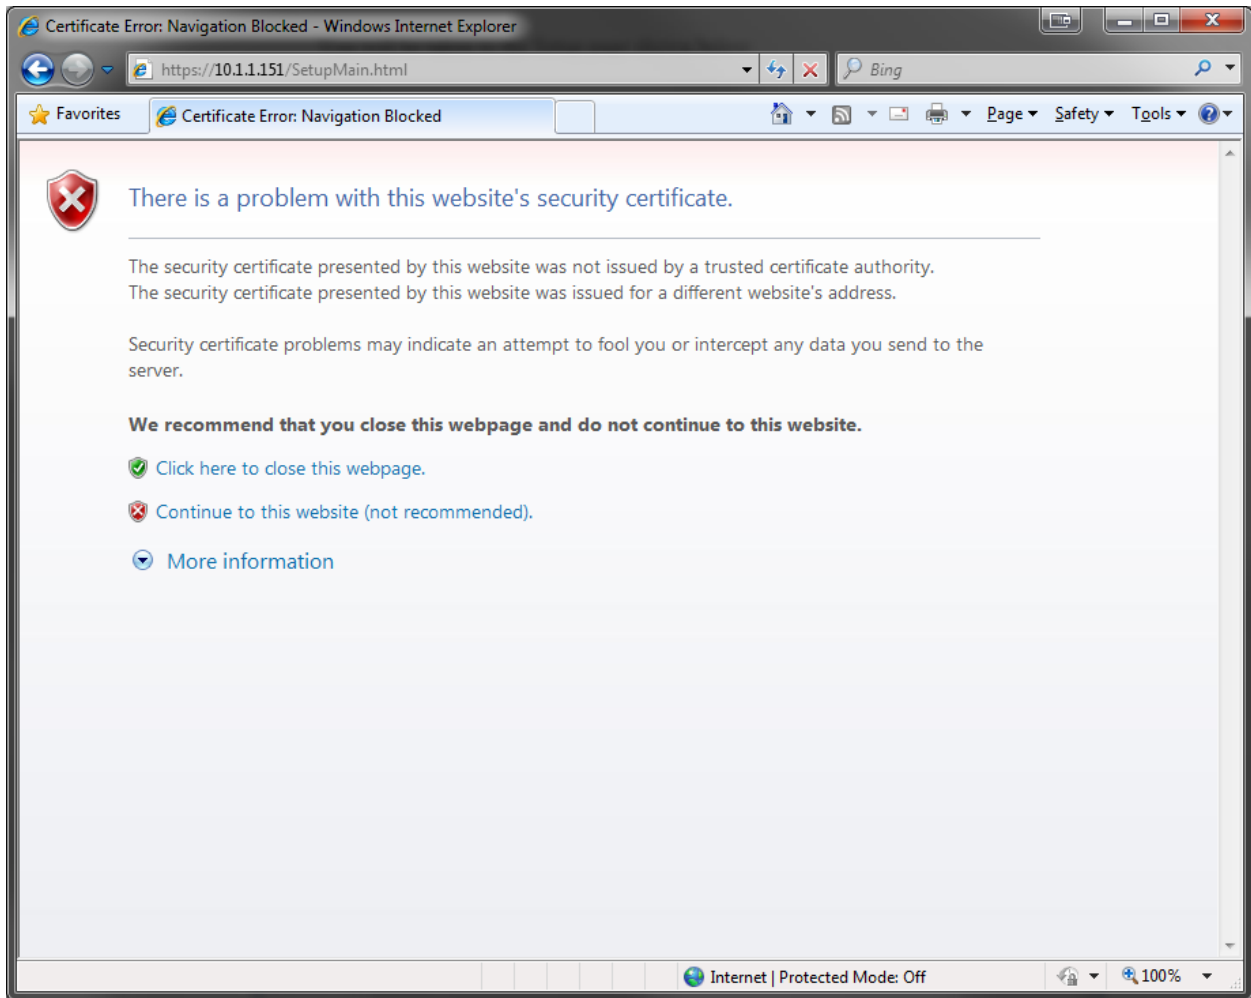 Certificate Error: Navigation Blocked - Windows Internet Explorer
https://10.1.1.151/SetupMain.html
Bing
Favorites
Certificate Error: Navigation Blocked
Page
Safety
Tools
There is a problem with this website's security certificate.
The security certificate presented by this website was not issued by a trusted certificate authority.
The security certificate presented by this website was issued for a different website's address.
Security certificate problems may indicate an attempt to fool you or intercept any data you send to the
server.
We recommend that you close this webpage and do not continue to this website.
Click here to close this webpage.
Continue to this website (not recommended).
More information
Internet | Protected Mode: Off
100%